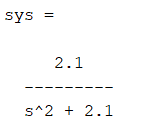 sys =
2.1
---------
s^2 + 2.1